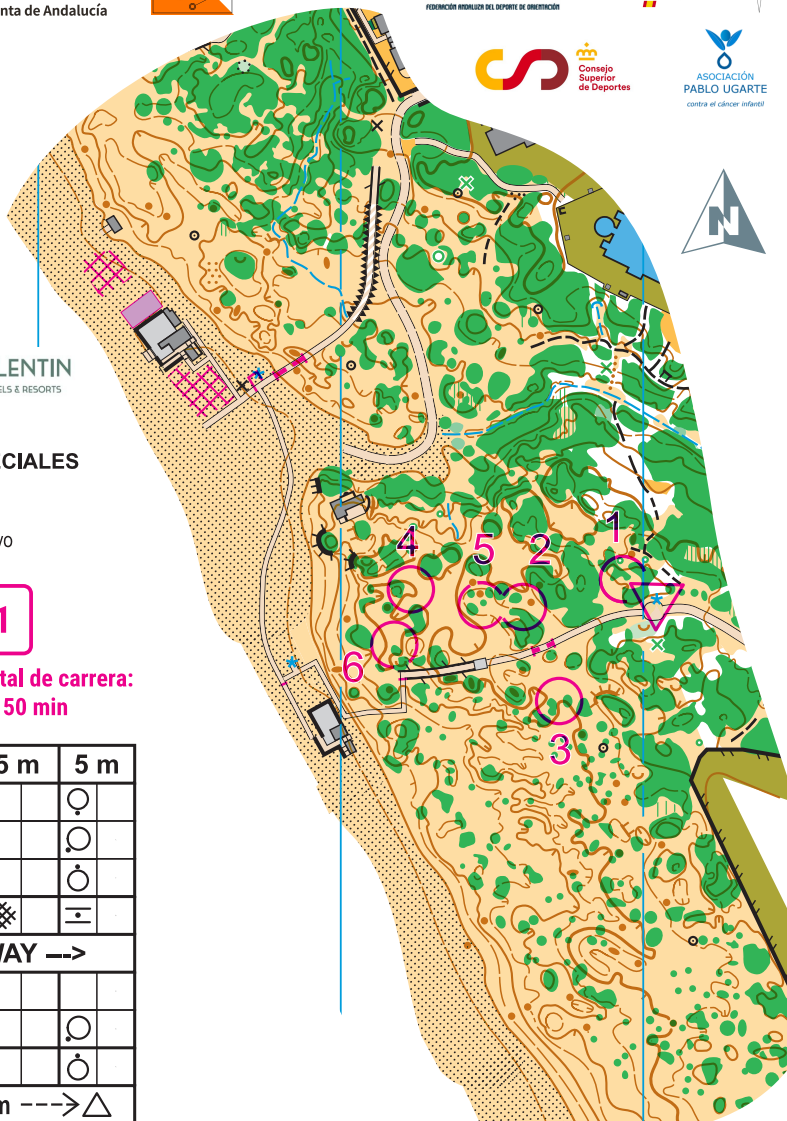 nta de Andalucía
FEDERACIÓN ANDALUZA DEL DEPORTE DE ORIENTACIÓN
Consejo
Superior
de Deportes
ASOCIACIÓN
PABLO UGARTE
contra el cáncer infantil
N
LENTIN
ELS & RESORTS
ECIALES
vo
1
tal de carrera:
50 min
5 m 5 m
WAY --->
m
1
2
3
4
5
6